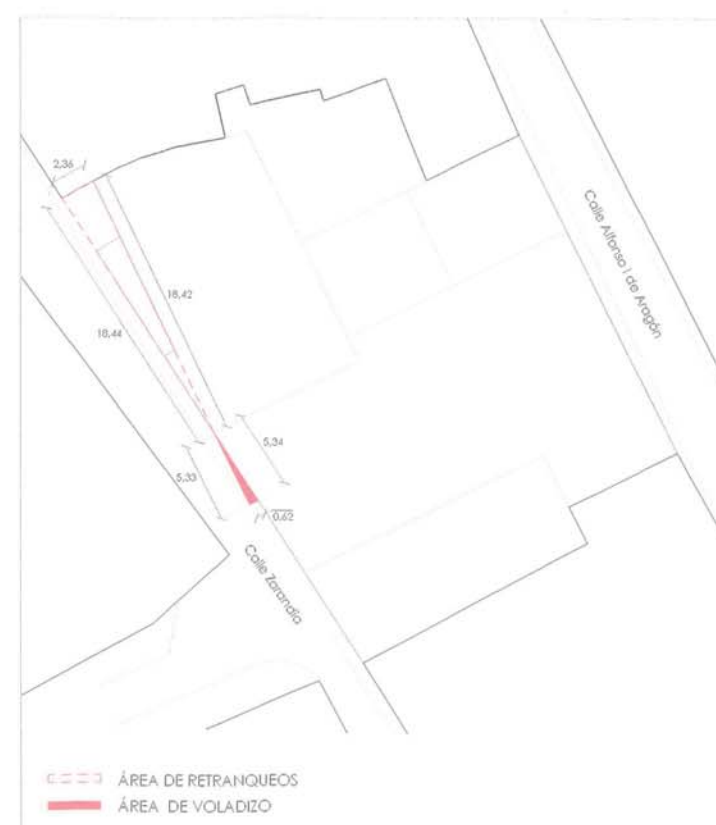 2,36
Calle Alfonso I de Aragón
18,42
18,44
5,34
5,33
0,62
Calle Zarandia
ÁREA DE RETRANQUEOS
ÁREA DE VOLADIZO